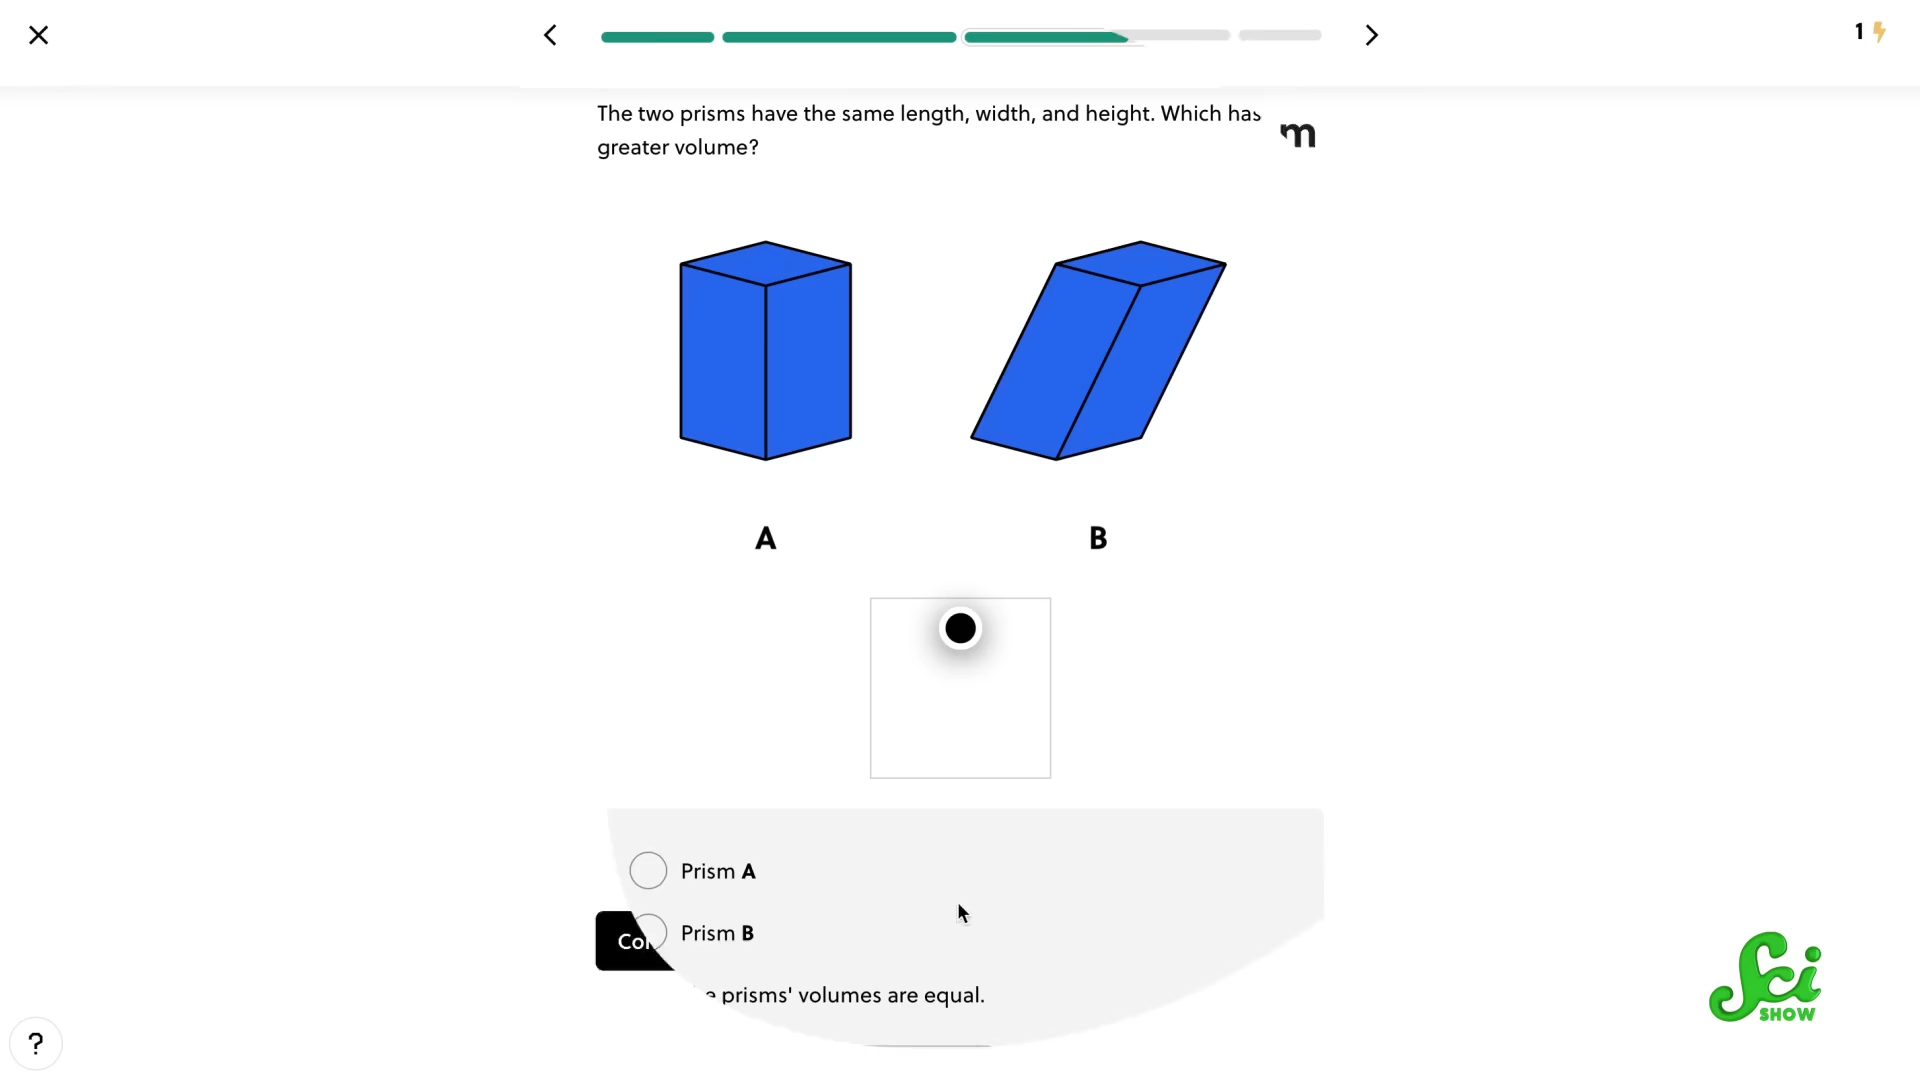 1
The two prisms have the same length, width, and height. Which has
greater volume?
m
A
B
Prism A
Prism B
prisms' volumes are equal.
?
Sci
SHOW